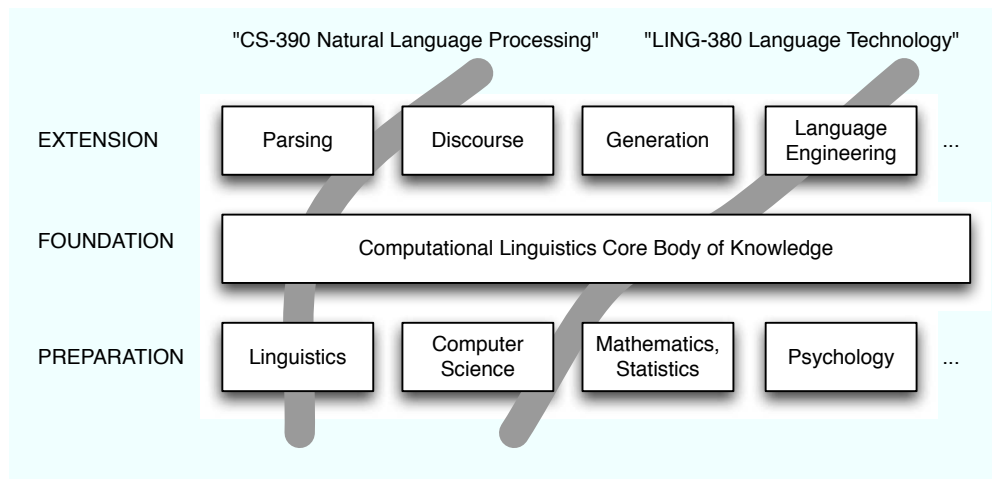 "CS-390 Natural Language Processing" "LING-380 Language Technology"
EXTENSION
Parsing
Discourse
Generation
Language
Engineering
...
FOUNDATION
Computational Linguistics Core Body of Knowledge
PREPARATION
Linguistics
Computer
Science
Mathematics,
Statistics
Psychology
...